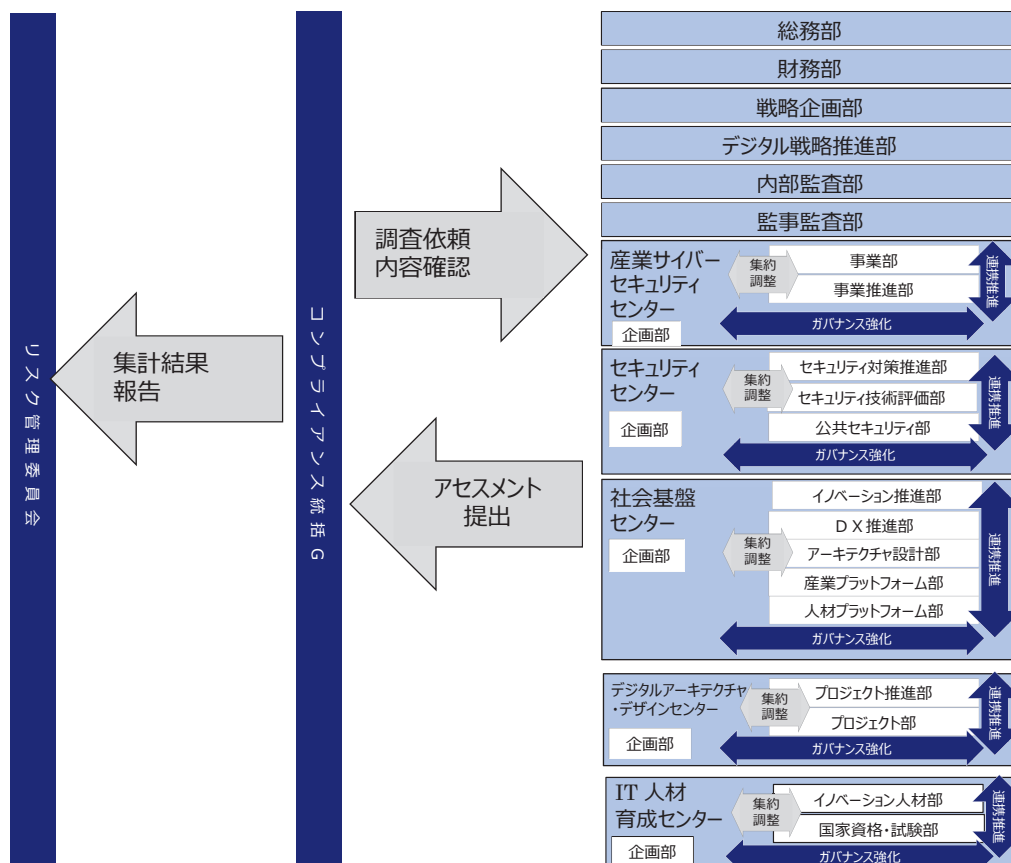 リスク管理委員会
集計結果
報告
コンプライアンス統括G
調査依頼
内容確認
アセスメント
提出
総務部
財務部
戦略企画部
デジタル戦略推進部
内部監査部
監事監査部
産業サイバー
セキュリティ
センター
企画部
集約
調整
事業部
事業推進部
連携推進
ガバナンス強化
セキュリティ
センター
企画部
集約
調整
セキュリティ対策推進部
セキュリティ技術評価部
公共セキュリティ部
連携推進
ガバナンス強化
社会基盤
センター
企画部
集約
調整
イノベーション推進部
DX推進部
アーキテクチャ設計部
産業プラットフォーム部
人材プラットフォーム部
連携推進
ガバナンス強化
デジタルアーキテクチャ
・デザインセンター
企画部
集約
調整
プロジェクト推進部
プロジェクト部
連携推進
ガバナンス強化
IT 人材
育成センター
企画部
集約
調整
イノベーション人材部
国家資格・試験部
連携推進
ガバナンス強化